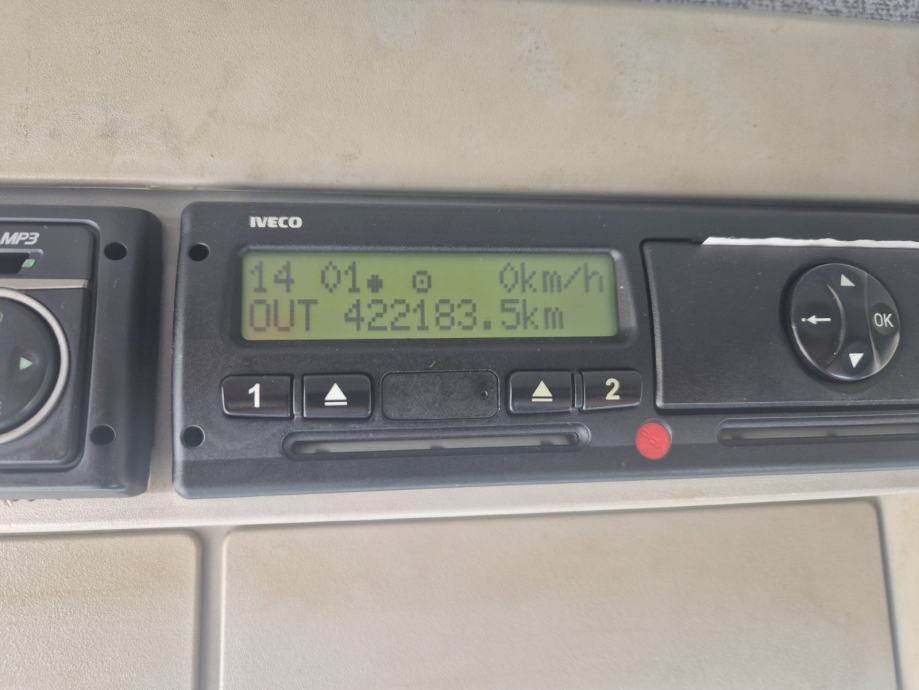 MP3
IVECO
14 01 0km/h
OUT 422183.5km
1
2
OK